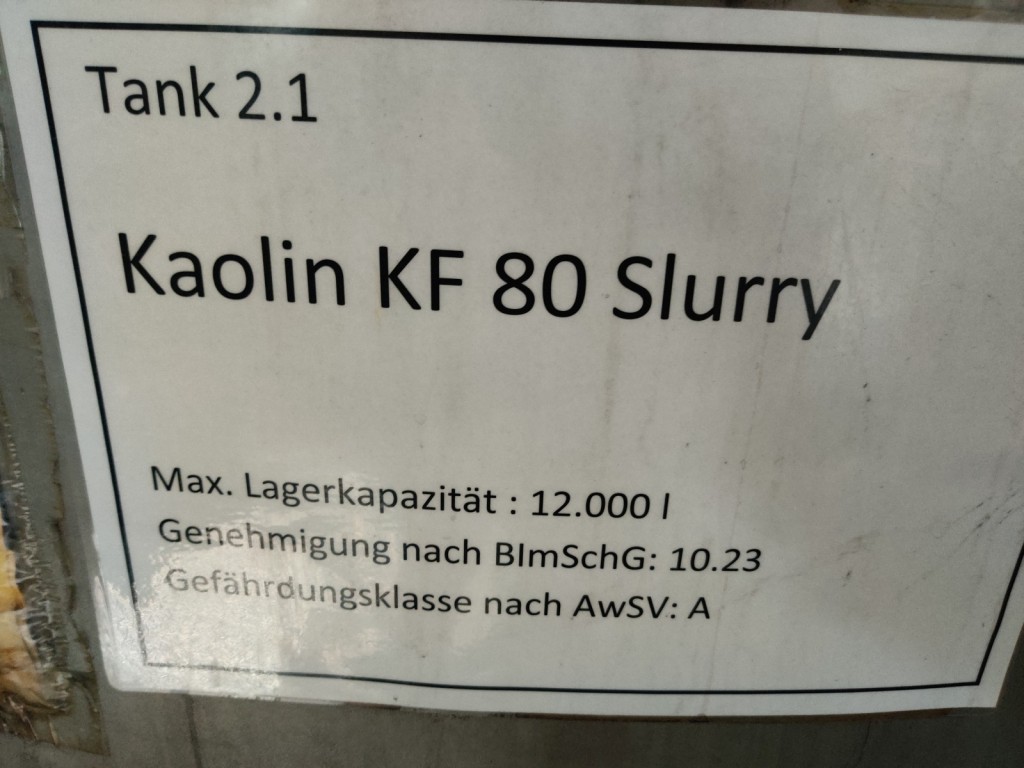 Tank 2.1
Kaolin KF 80 Slurry
Max. Lagerkapazität : 12.000 l
Genehmigung nach BImSchG: 10.23
Gefährdungsklasse nach AwSV: A